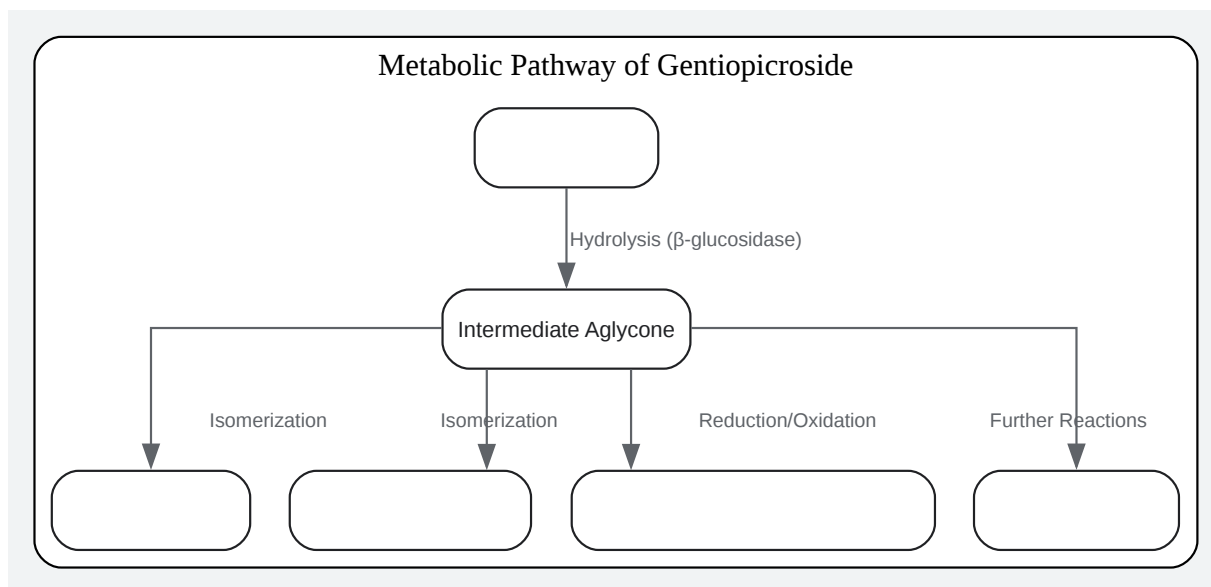 Metabolic Pathway of Gentiopicroside
Hydrolysis (β-glucosidase)
Intermediate Aglycone
Isomerization
Isomerization
Reduction/Oxidation
Further Reactions